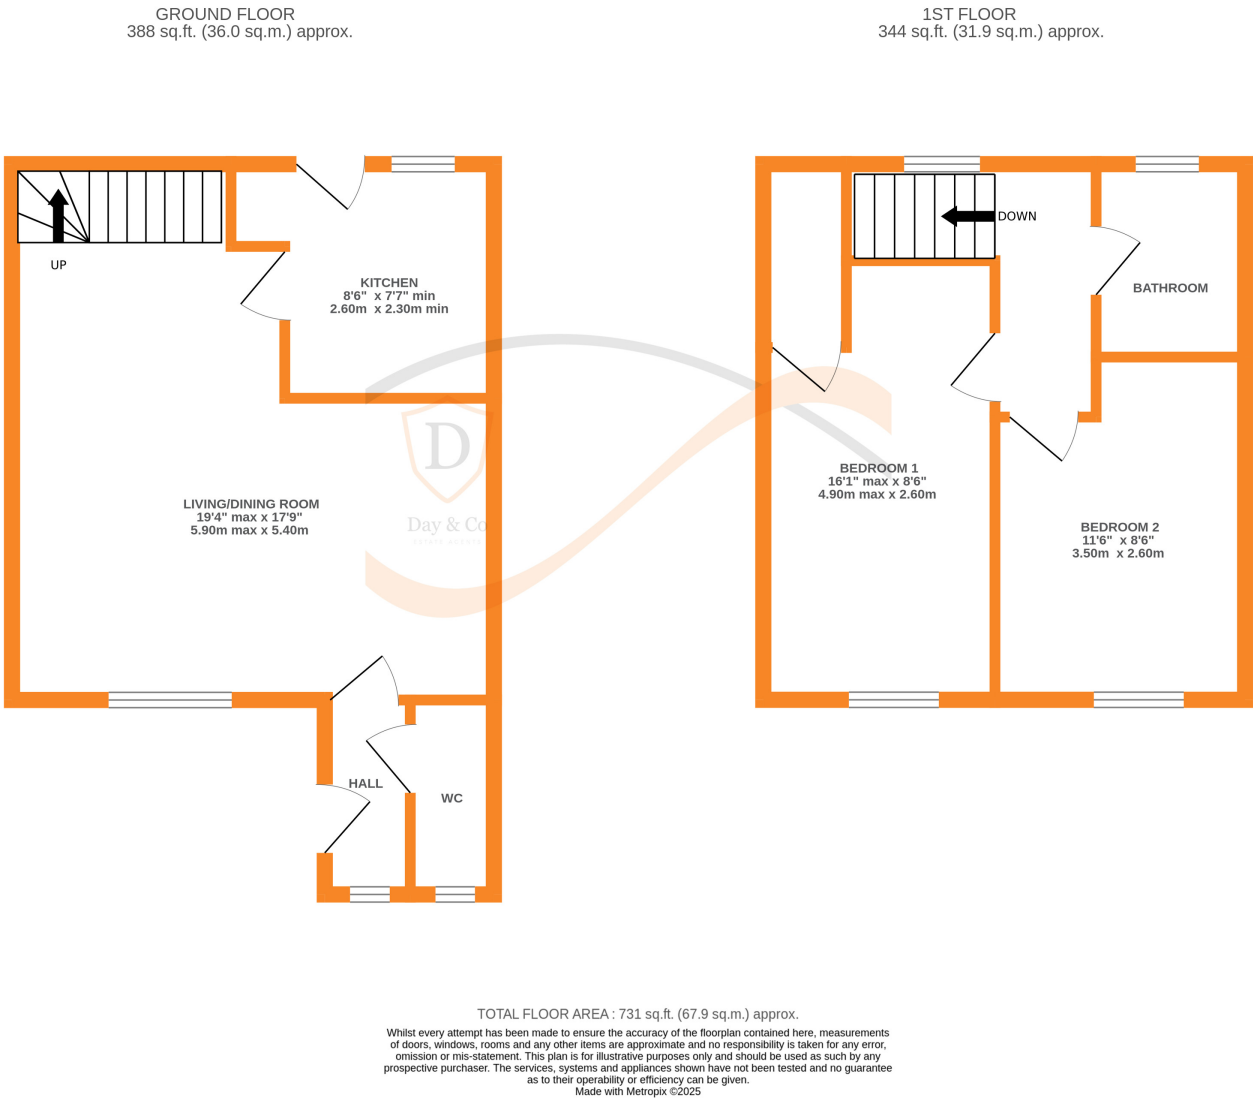 GROUND FLOOR
388 sq.ft. (36.0 sq.m.) approx.
1ST FLOOR
344 sq.ft. (31.9 sq.m.) approx.
UP
KITCHEN
8'6" x 7'7" min
2.60m x 2.30m min
LIVING/DINING ROOM
19'4" max x 17'9"
5.90m max x 5.40m
D
Day & Co
ESTATE AGENTS
HALL
WC
DOWN
BATHROOM
BEDROOM 1
16'1" max x 8'6"
4.90m max x 2.60m
BEDROOM 2
11'6" x 8'6"
3.50m x 2.60m
TOTAL FLOOR AREA : 731 sq.ft. (67.9 sq.m.) approx.
Whilst every attempt has been made to ensure the accuracy of the floorplan contained here, measurements
of doors, windows, rooms and any other items are approximate and no responsibility is taken for any error,
omission or mis-statement. This plan is for illustrative purposes only and should be used as such by any
prospective purchaser. The services, systems and appliances shown have not been tested and no guarantee
as to their operability or efficiency can be given.
Made with Metropix ©2025